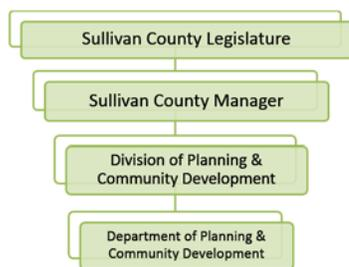 Sullivan County Legislature
Sullivan County Manager
Division of Planning &
Community Development
Department of Planning &
Community Development